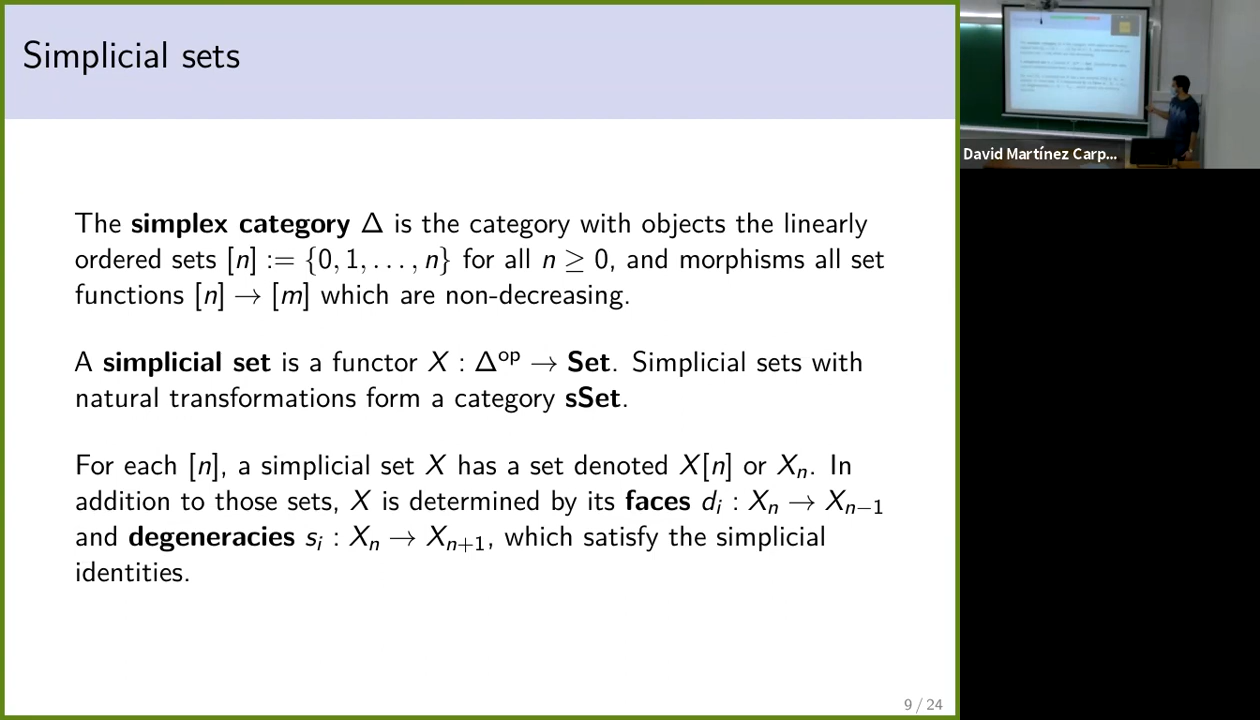 Simplicial sets
The simplex category Δ is the category with objects the linearly
ordered sets [n] := {0, 1, . . . , n} for all n ≥ 0, and morphisms all set
functions [n] → [m] which are non-decreasing.
A simplicial set is a functor X : Δ^op → Set. Simplicial sets with
natural transformations form a category sSet.
For each [n], a simplicial set X has a set denoted X[n] or X_n. In
addition to those sets, X is determined by its faces d_i : X_n → X_{n−1}
and degeneracies s_i : X_n → X_{n+1}, which satisfy the simplicial
identities.
9 / 24
David Martínez Carp...